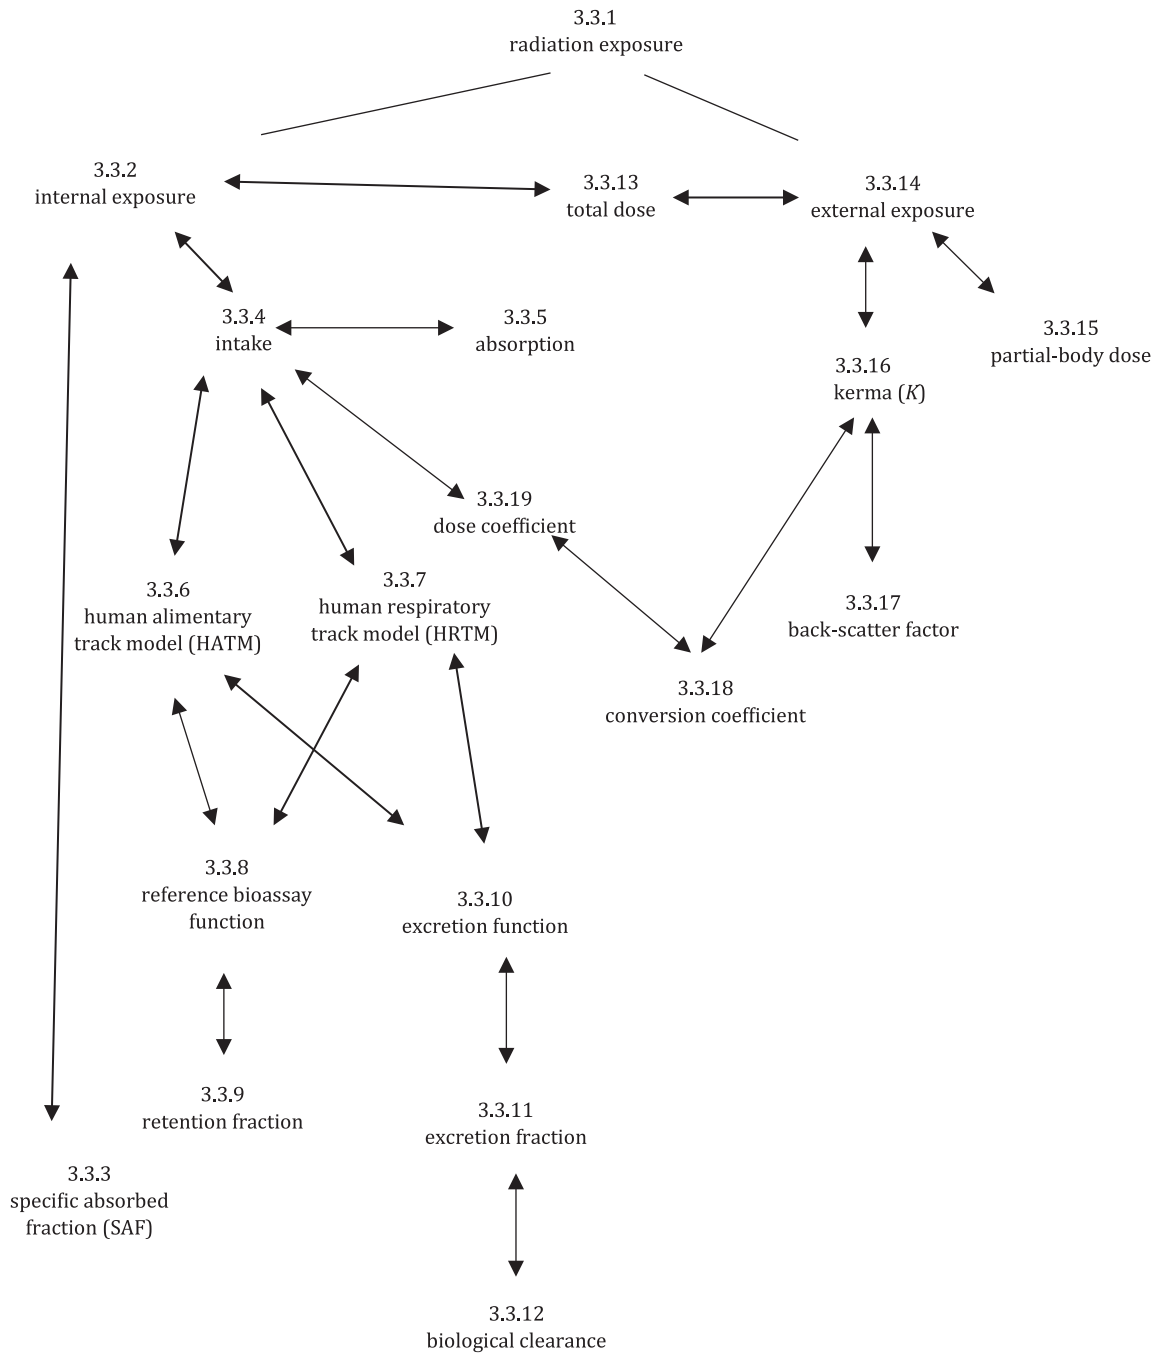 3.3.1
radiation exposure
3.3.2
internal exposure
3.3.13
total dose
3.3.14
external exposure
3.3.4
intake
3.3.5
absorption
3.3.15
partial-body dose
3.3.16
kerma (K)
3.3.19
dose coefficient
3.3.6
human alimentary
track model (HATM)
3.3.7
human respiratory
track model (HRTM)
3.3.17
back-scatter factor
3.3.18
conversion coefficient
3.3.8
reference bioassay
function
3.3.10
excretion function
3.3.9
retention fraction
3.3.11
excretion fraction
3.3.3
specific absorbed
fraction (SAF)
3.3.12
biological clearance